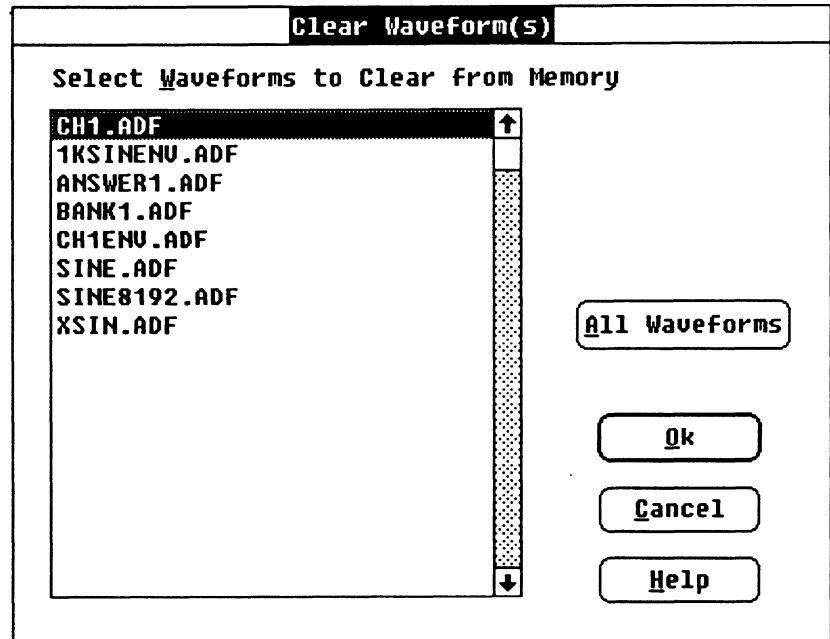 Clear Waveform(s)
Select Waveforms to Clear from Memory
CH1.ADF
1KSINENV.ADF
ANSWER1.ADF
BANK1.ADF
CH1ENV.ADF
SINE.ADF
SINE8192.ADF
XSIN.ADF
All Waveforms
Ok
Cancel
Help